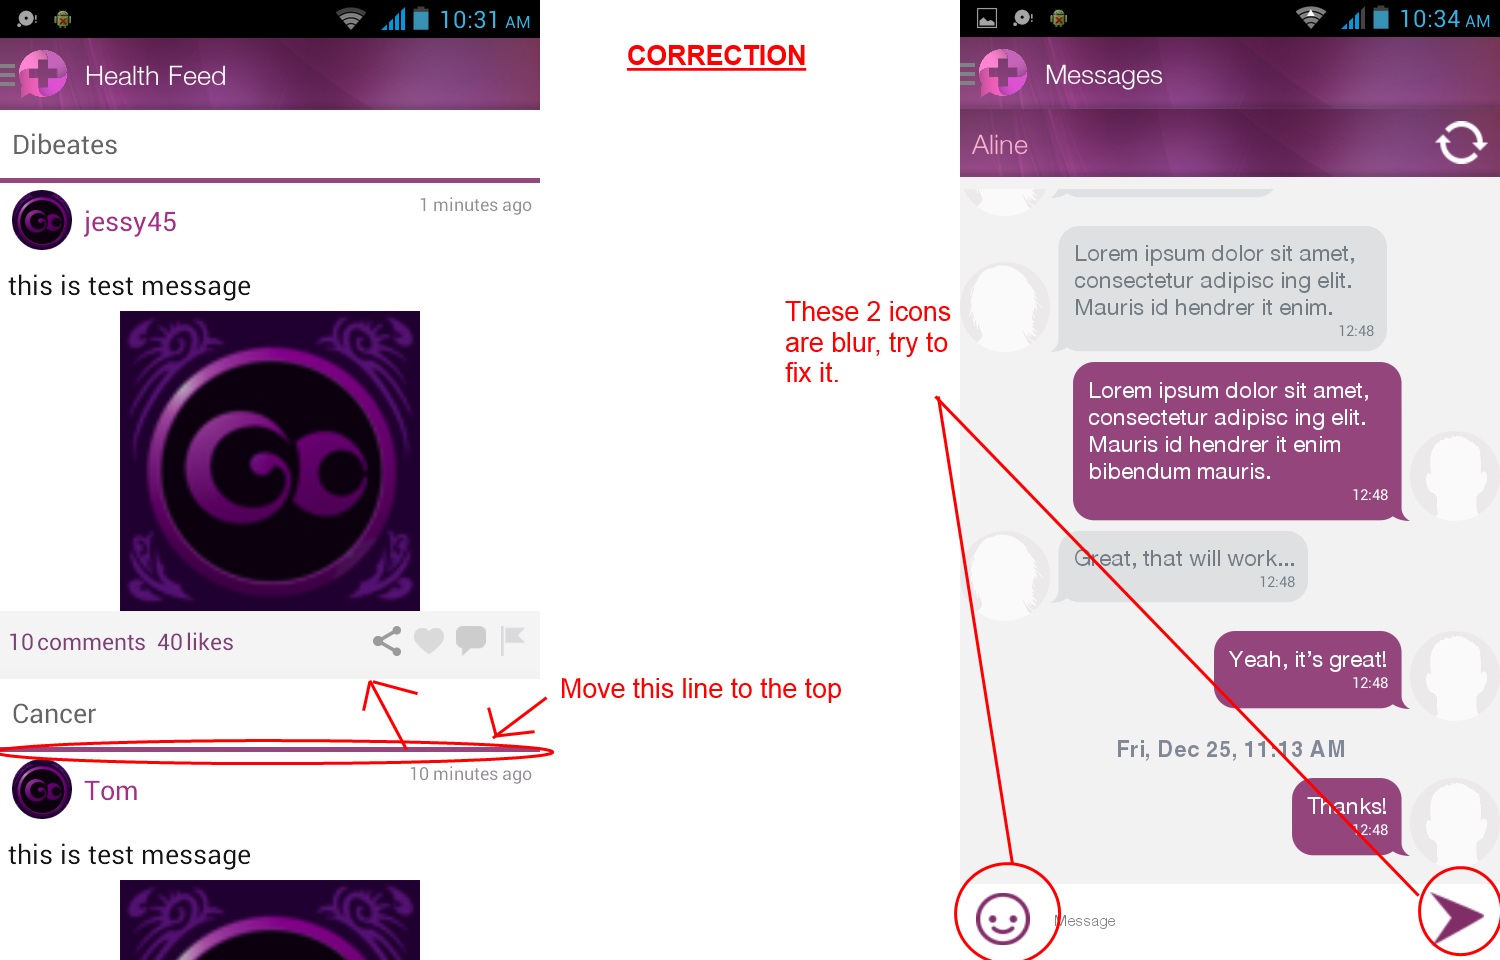 10:31 AM
Health Feed
Dibeates
jessy45
1 minutes ago
this is test message
10 comments 40 likes
Cancer
Tom
10 minutes ago
this is test message
CORRECTION
These 2 icons
are blur, try to
fix it.
Move this line to the top
10:34 AM
Messages
Aline
Lorem ipsum dolor sit amet,
consectetur adipisc ing elit.
Mauris id hendrer it enim.
12:48
Lorem ipsum dolor sit amet,
consectetur adipisc ing elit.
Mauris id hendrer it enim
bibendum mauris.
12:48
Great, that will work...
12:48
Yeah, it's great!
12:48
Fri, Dec 25, 11:13 AM
Thanks!
12:48
Message